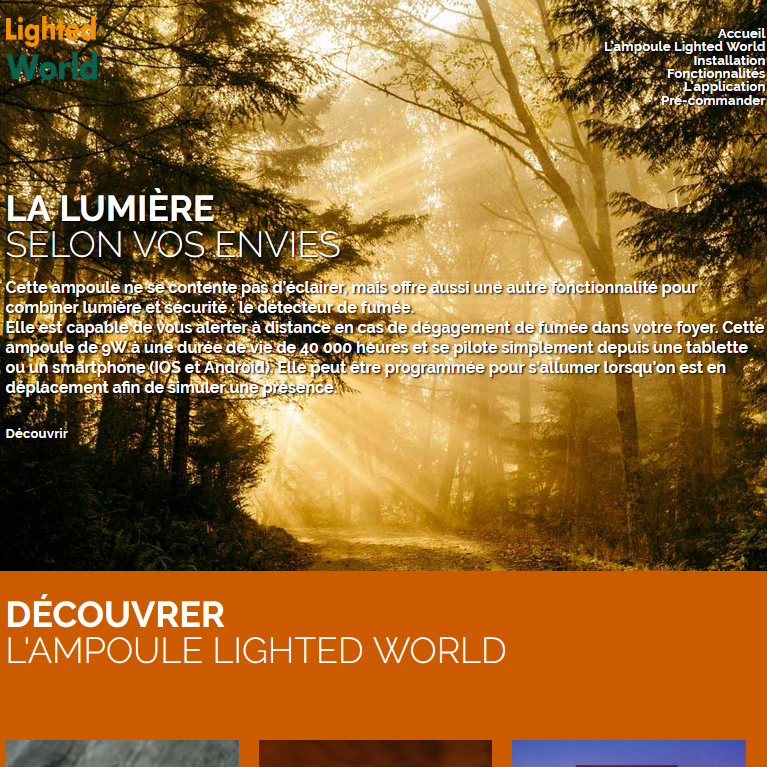 Lighted
World
Accueil
L'ampoule Lighted World
Installation
Fonctionnalités
L'application
Pré-commander
LA LUMIÈRE
SELON VOS ENVIES
Cette ampoule ne se contente pas d'éclairer, mais offre aussi une autre fonctionnalité pour
combiner lumière et sécurité : le détecteur de fumée.
Elle est capable de vous alerter à distance en cas de dégagement de fumée dans votre foyer. Cette
ampoule de 9W à une durée de vie de 40 000 heures et se pilote simplement depuis une tablette
ou un smartphone (IOS et Android). Elle peut être programmée pour s'allumer lorsqu'on est en
déplacement afin de simuler une présence.
Découvrir
DÉCOUVRER
L'AMPOULE LIGHTED WORLD